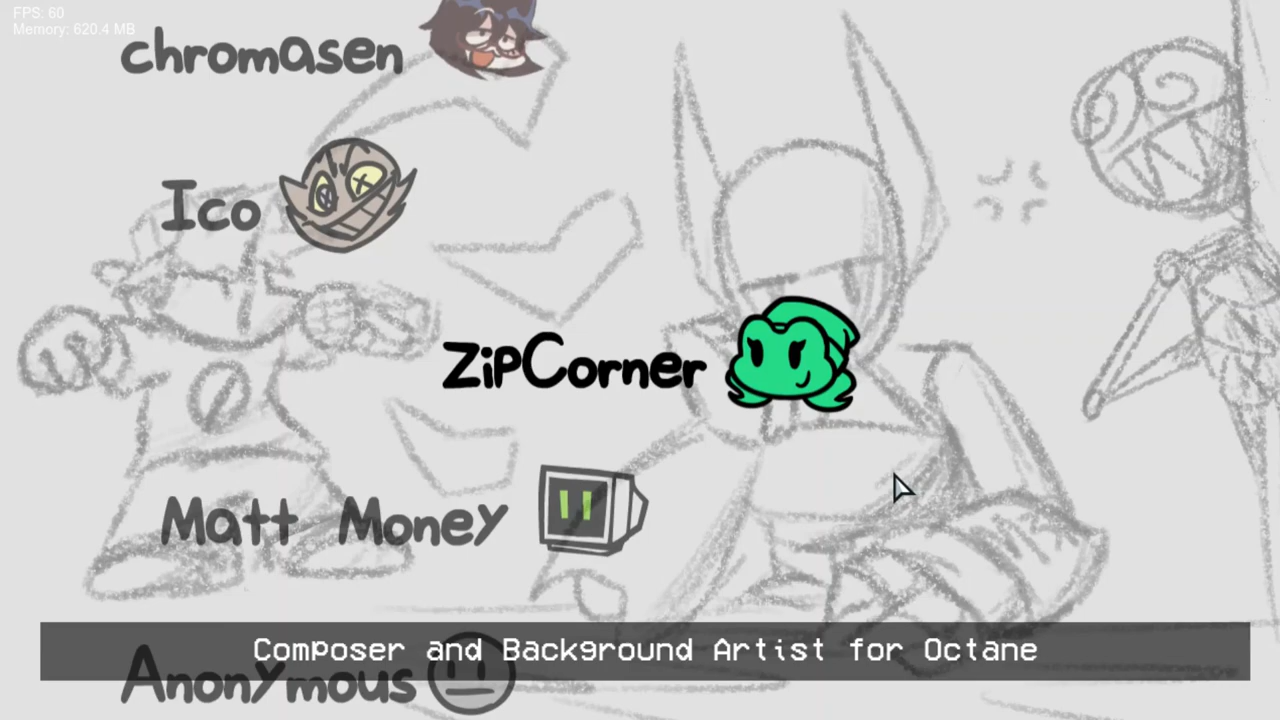 FPS: 60
Memory: 620.4 MB
chromasen
Ico
ZipCorner
Matt Money
Composer and Background Artist for Octane
Anonymous